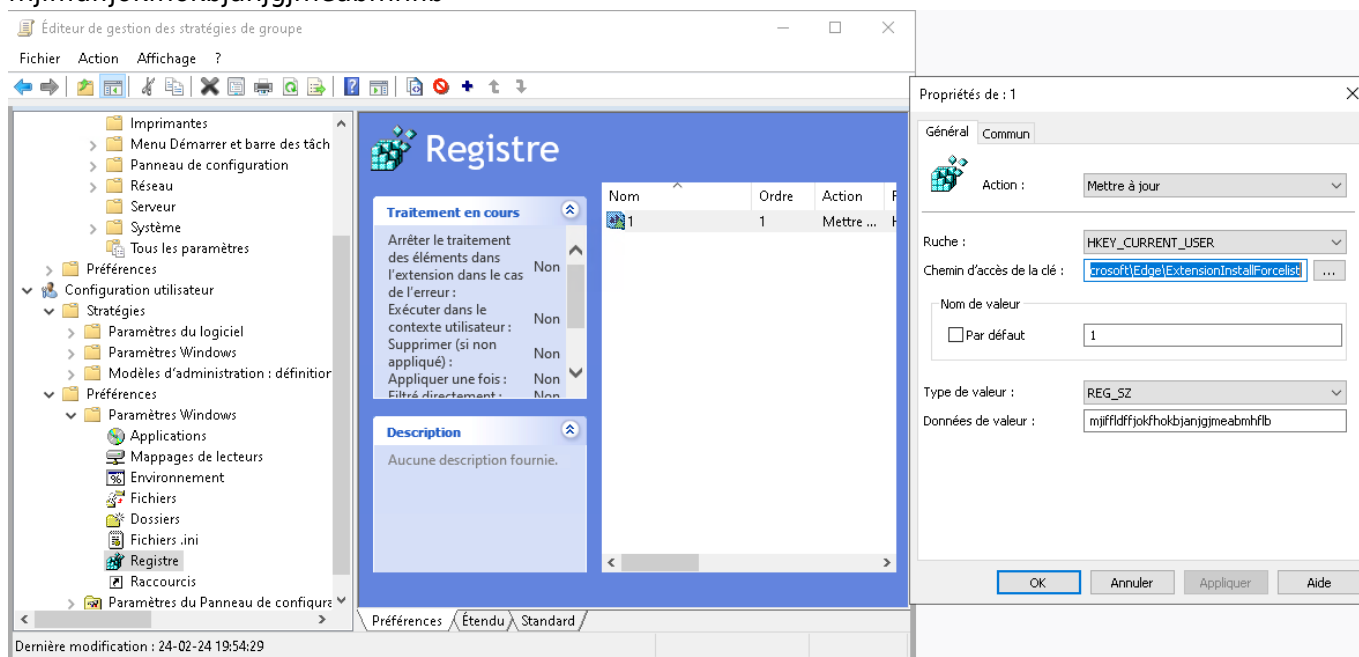 Éditeur de gestion des stratégies de groupe
Fichier Action Affichage ?
Imprimantes
Menu Démarrer et barre des tâch
Panneau de configuration
Réseau
Serveur
Système
Tous les paramètres
Préférences
Configuration utilisateur
Stratégies
Paramètres du logiciel
Paramètres Windows
Modèles d'administration : définition
Préférences
Paramètres Windows
Applications
Mappages de lecteurs
Environnement
Fichiers
Dossiers
Fichiers .ini
Registre
Raccourcis
Paramètres du Panneau de configura
Registre
Traitement en cours
Arrêter le traitement
des éléments dans
l'extension dans le cas
de l'erreur :
Non
Exécuter dans le
contexte utilisateur :
Non
Supprimer (si non
appliqué) :
Non
Appliquer une fois : Non
Filtré directement : Non
Description
Aucune description fournie.
Nom Ordre Action
1 1 Mettre ... H
Préférences Étendu Standard
Dernière modification : 24-02-24 19:54:29
Propriétés de : 1
Général Commun
Action : Mettre à jour
Ruche : HKEY_CURRENT_USER
Chemin d'accès de la clé : crosoft\Edge\ExtensionInstallForcelist ...
Nom de valeur
Par défaut 1
Type de valeur : REG_SZ
Données de valeur : mjiffldffjokfhokbjanjgjmeabmhflb
OK Annuler Appliquer Aide